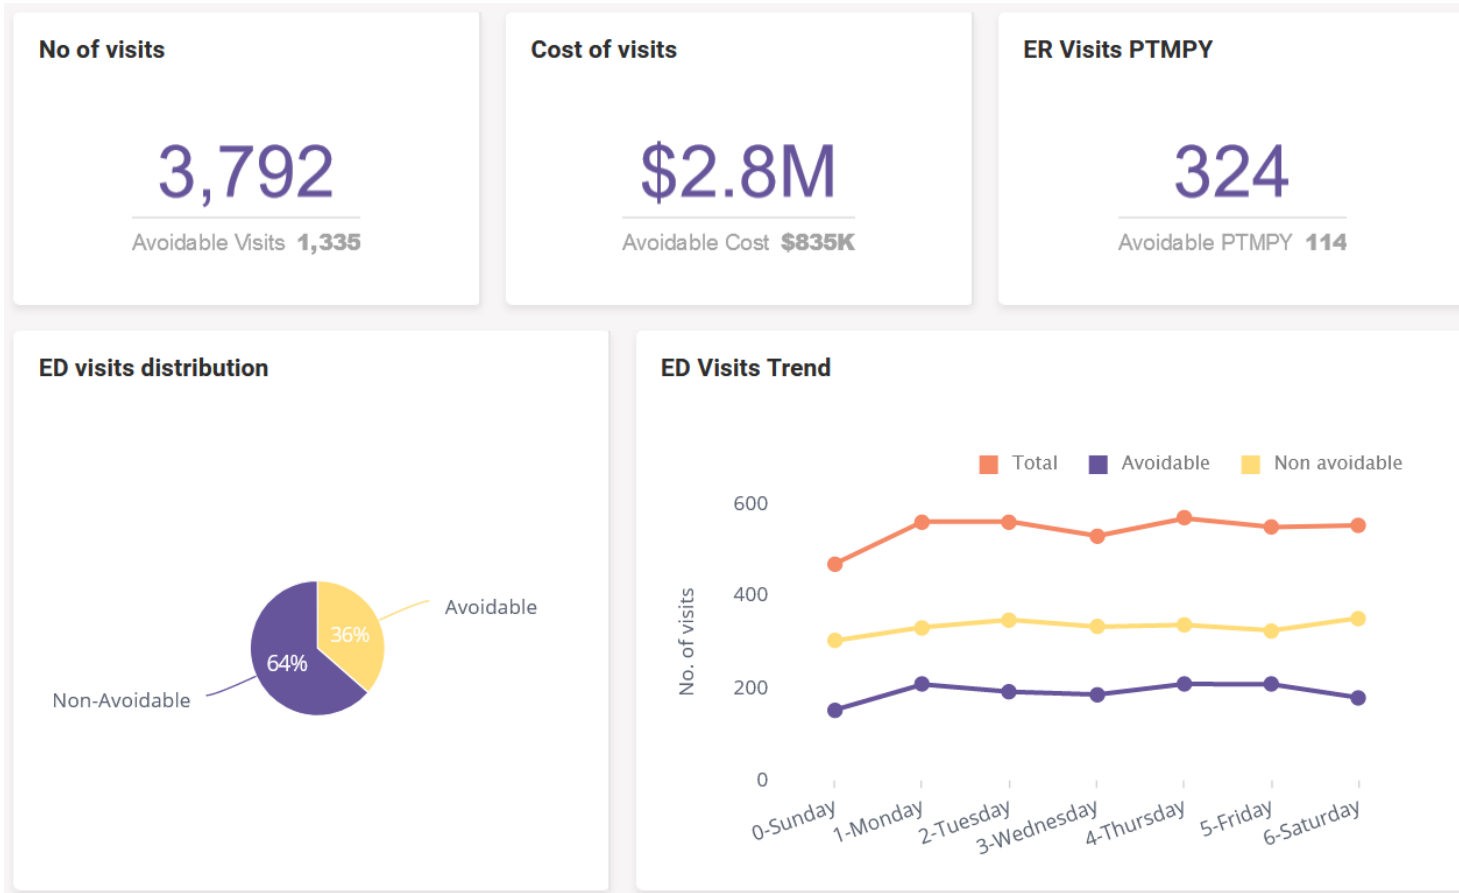 No of visits
3,792
Avoidable Visits 1,335
Cost of visits
$2.8M
Avoidable Cost $835K
ER Visits PTMPY
324
Avoidable PTMPY 114
ED visits distribution
Avoidable
36%
64%
Non-Avoidable
ED Visits Trend
Total
Avoidable
Non avoidable
No. of visits
600
400
200
0
0-Sunday
1-Monday
2-Tuesday
3-Wednesday
4-Thursday
5-Friday
6-Saturday